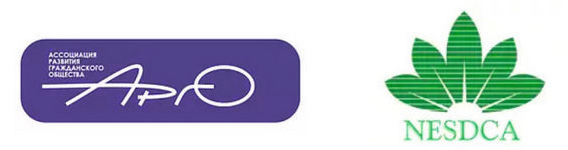 АССОЦИАЦИЯ
РАЗВИТИЯ
ГРАЖДАНСКОГО
ОБЩЕСТВА
АРГО
NESDCA